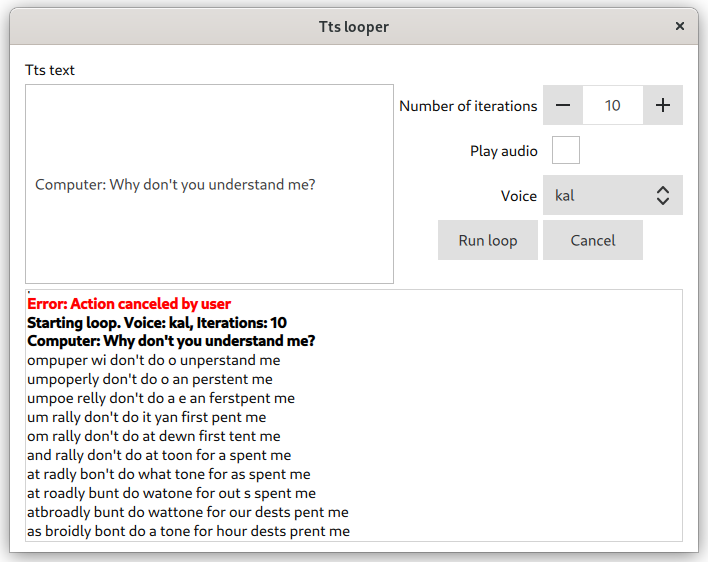 Tts looper
Tts text
Computer: Why don't you understand me?
Number of iterations
10
Play audio
Voice
kal
Run loop
Cancel
Error: Action canceled by user
Starting loop. Voice: kal, Iterations: 10
Computer: Why don't you understand me?
ompuper wi don't do o unperstand me
umpoperly don't do o an perstent me
umpoe relly don't do a e an ferstpent me
um rally don't do it yan first pent me
om rally don't do at dewn first tent me
and rally don't do at toon for a spent me
at radly bon't do what tone for as spent me
at roadly bunt do watone for out s spent me
atbroadly bunt do wattone for our dests pent me
as broidly bont do a tone for hour dests prent me